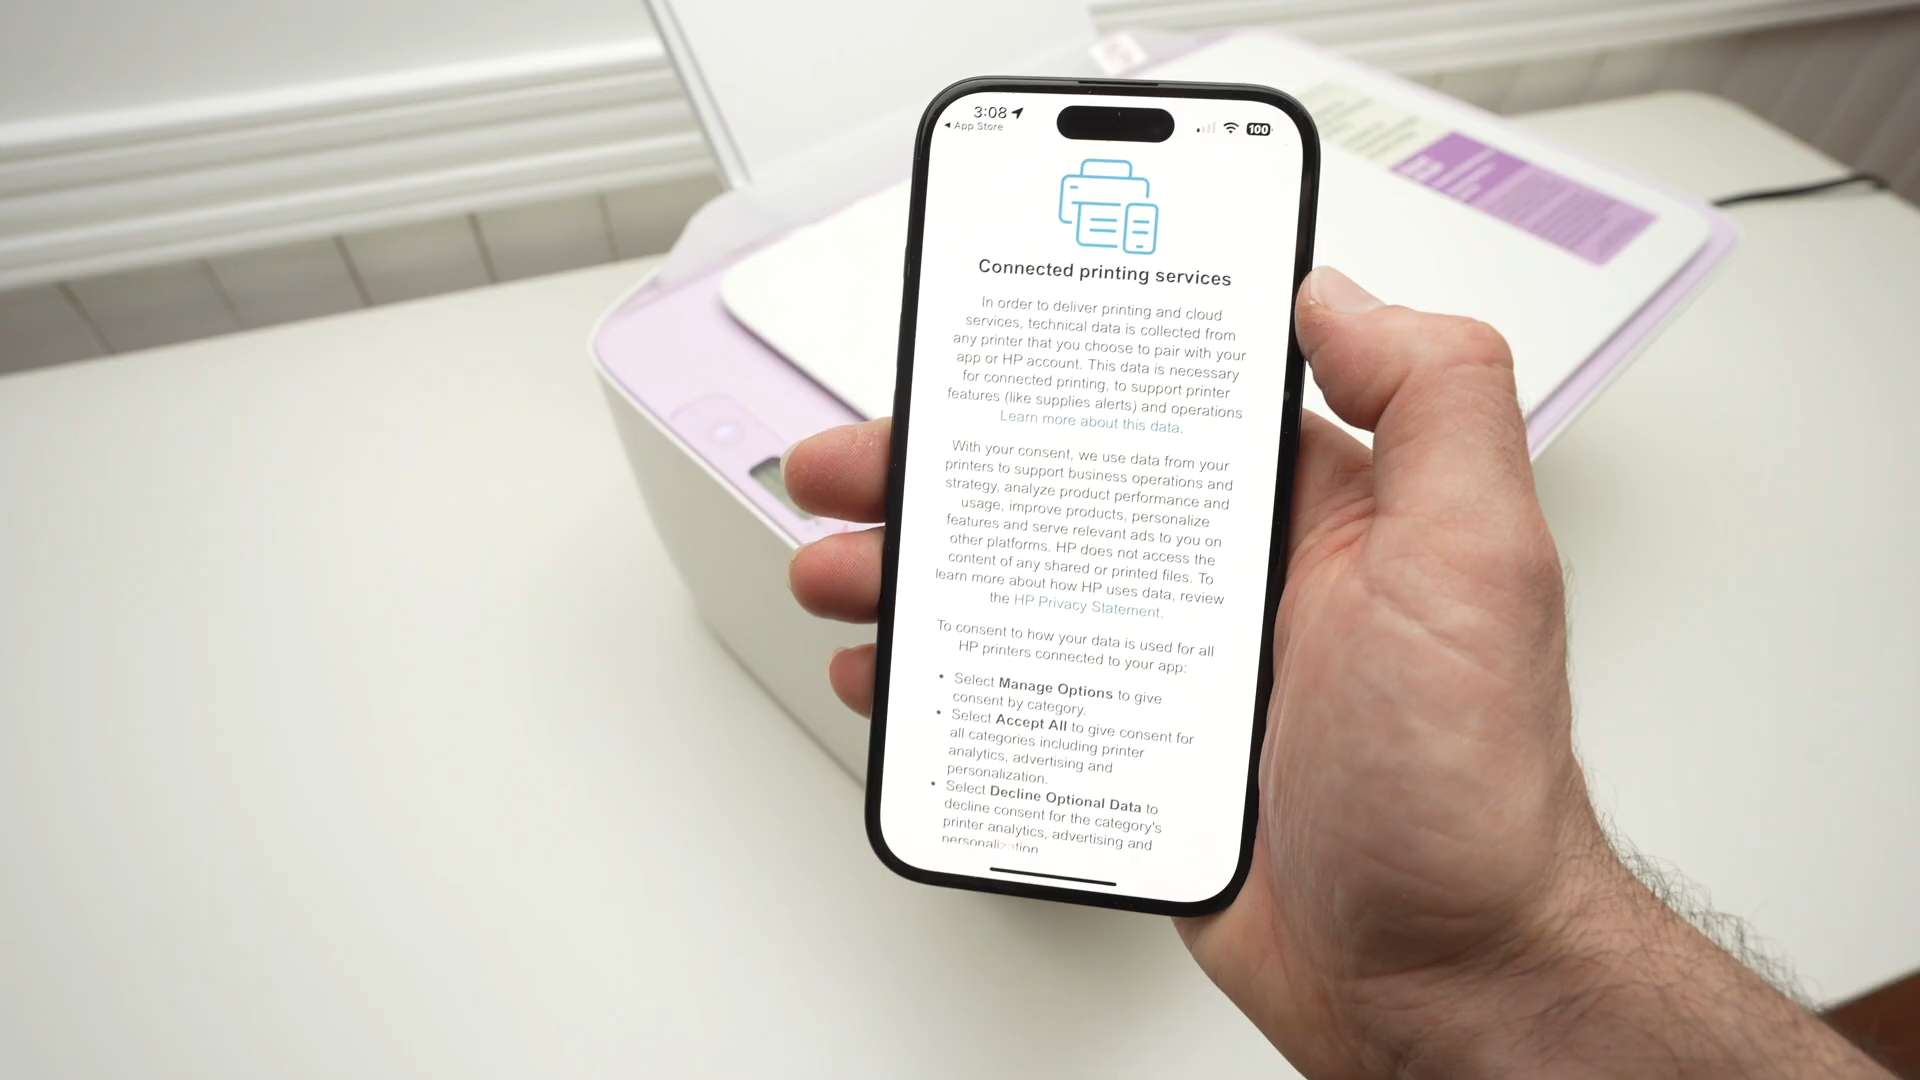 3:08
App Store
100
Connected printing services
In order to deliver printing and cloud
services, technical data is collected from
any printer that you choose to pair with your
app or HP account. This data is necessary
for connected printing, to support printer
features (like supplies alerts) and operations
Learn more about this data.
With your consent, we use data from your
printers to support business operations and
strategy, analyze product performance and
usage, improve products, personalize
features and serve relevant ads to you on
other platforms. HP does not access the
content of any shared or printed files. To
learn more about how HP uses data, review
the HP Privacy Statement.
To consent to how your data is used for all
HP printers connected to your app:
• Select Manage Options to give
consent by category.
• Select Accept All to give consent for
all categories including printer
analytics, advertising and
personalization.
• Select Decline Optional Data to
decline consent for the category's
printer analytics, advertising and
personalization